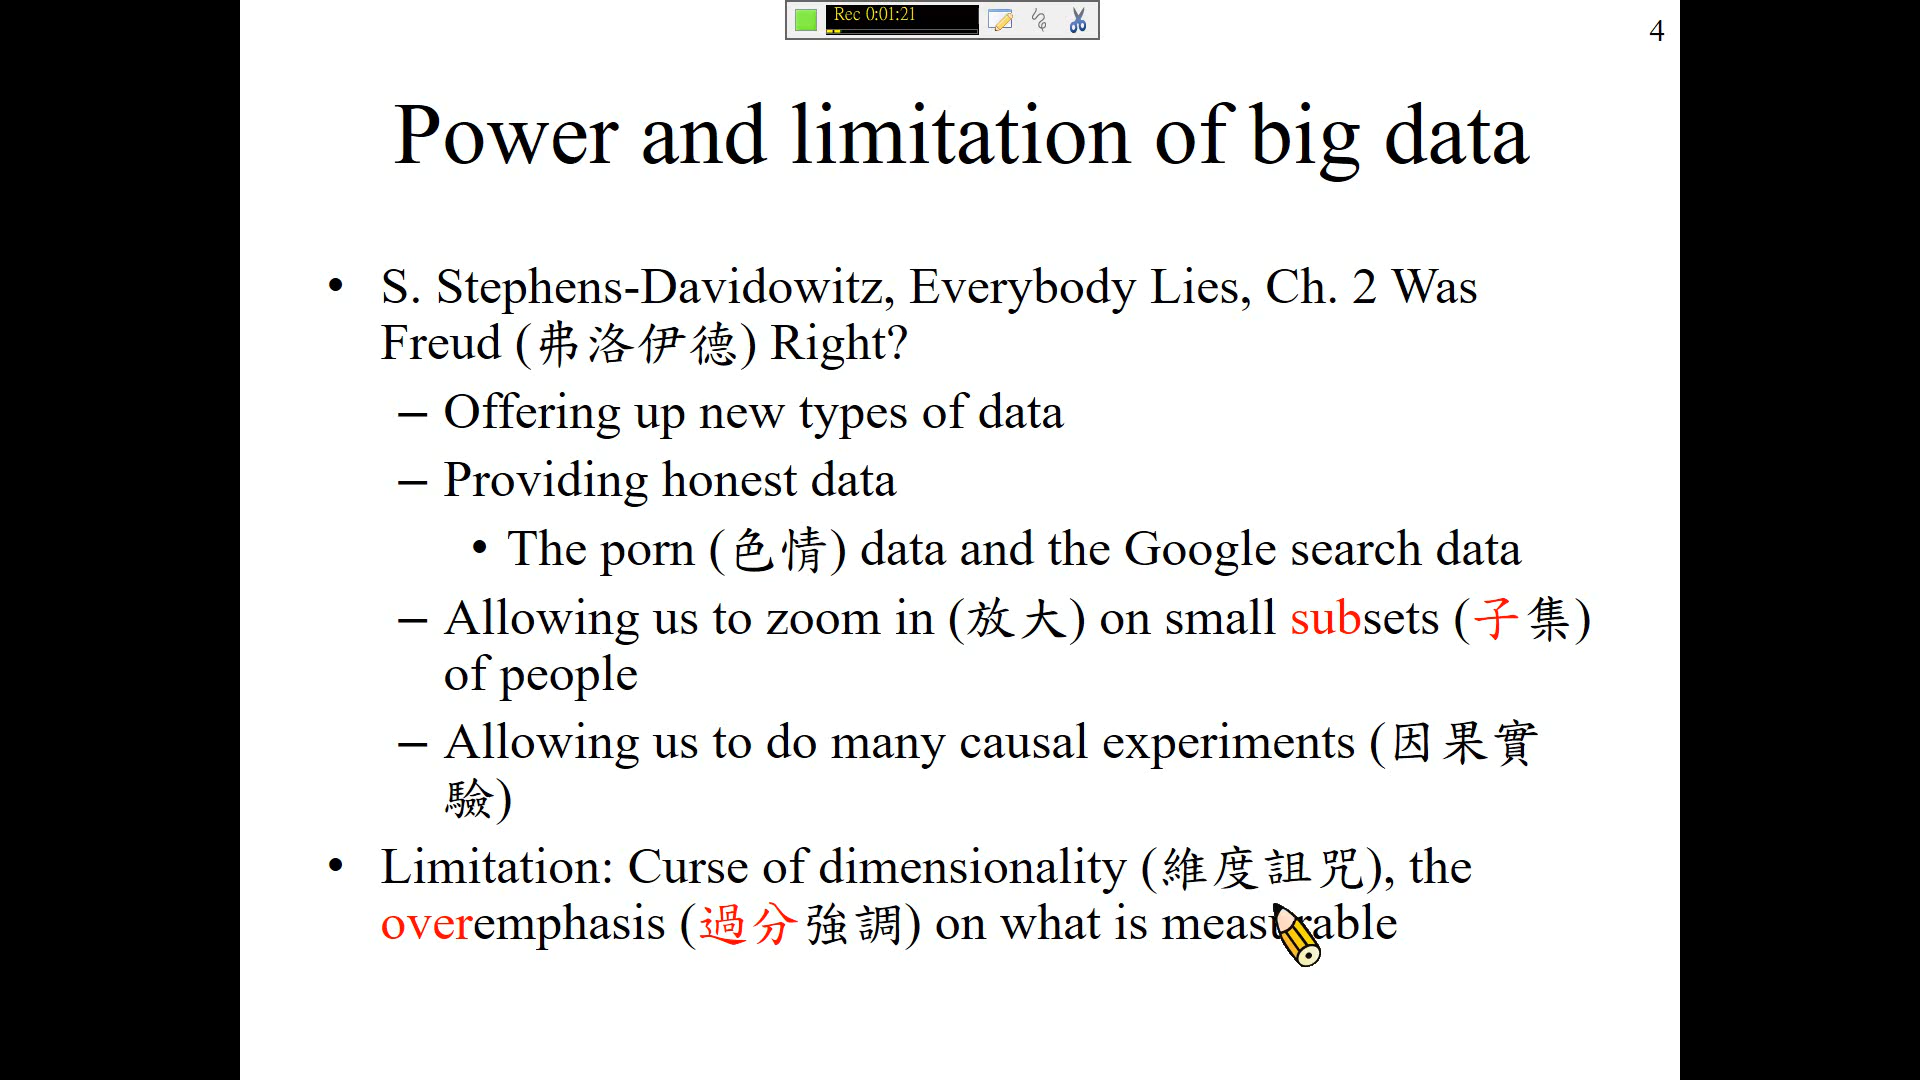 Rec 0:01:21
4
Power and limitation of big data
• S. Stephens-Davidowitz, Everybody Lies, Ch. 2 Was
Freud (弗洛伊德) Right?
– Offering up new types of data
– Providing honest data
• The porn (色情) data and the Google search data
– Allowing us to zoom in (放大) on small subsets (子集)
of people
– Allowing us to do many causal experiments (因果實
驗)
• Limitation: Curse of dimensionality (維度詛咒), the
overemphasis (過分強調) on what is measurable